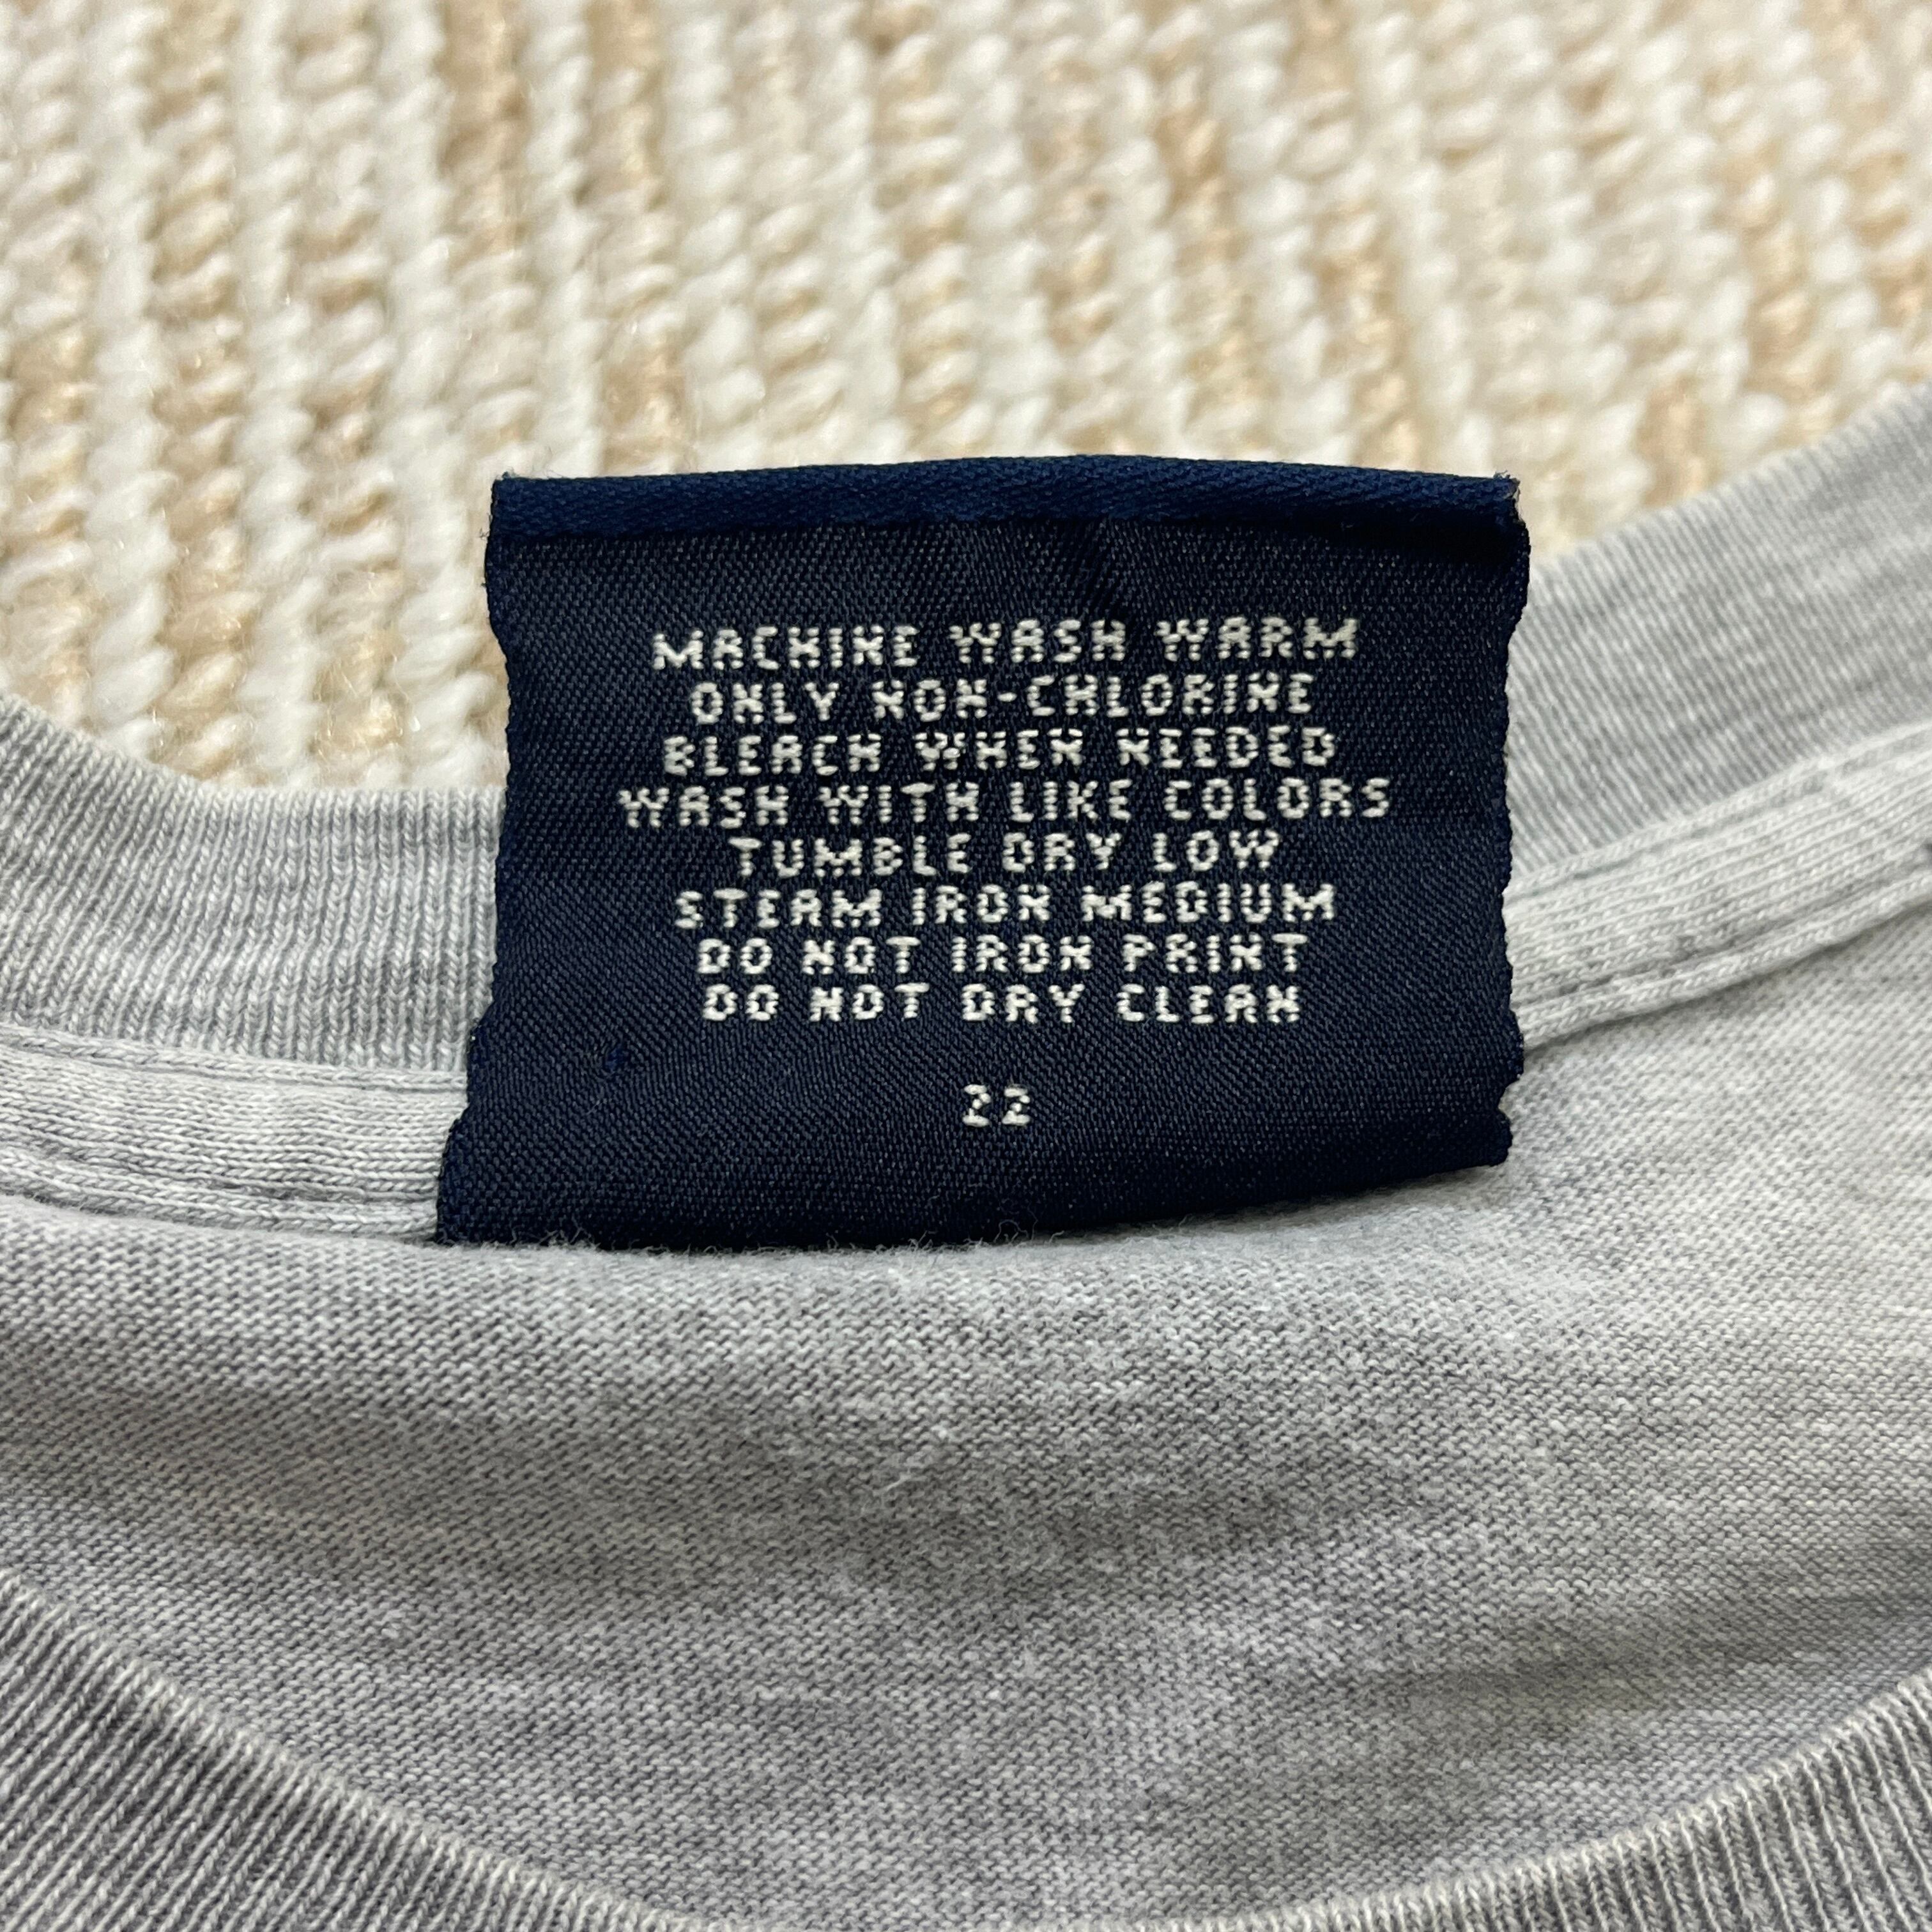 MACHINE WASH WARM
ONLY NON-CHLORINE
BLEACH WHEN NEEDED
WASH WITH LIKE COLORS
TUMBLE DRY LOW
STEAM IRON MEDIUM
DO NOT IRON PRINT
DO NOT DRY CLEAN
22